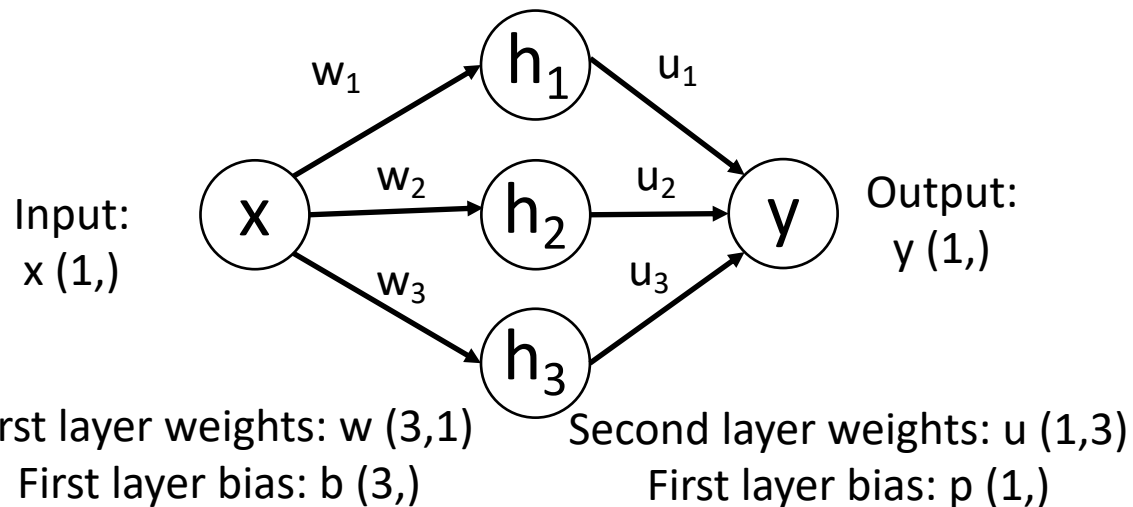 w₁
h₁
u₁
Input:
x (1,)
x
w₂
h₂
u₂
y
Output:
y (1,)
w₃
h₃
u₃
rst layer weights: w (3,1)
First layer bias: b (3,)
Second layer weights: u (1,3)
First layer bias: p (1,)